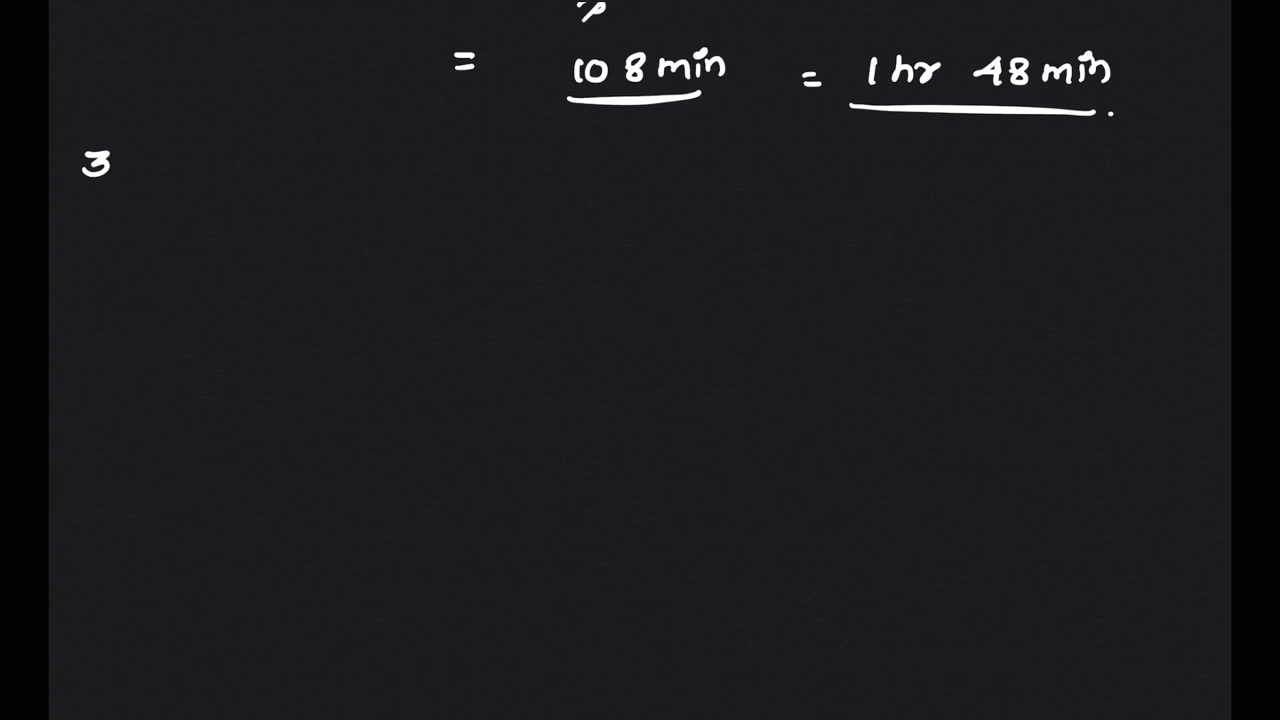 = 108 min = 1 hr 48 min.
3